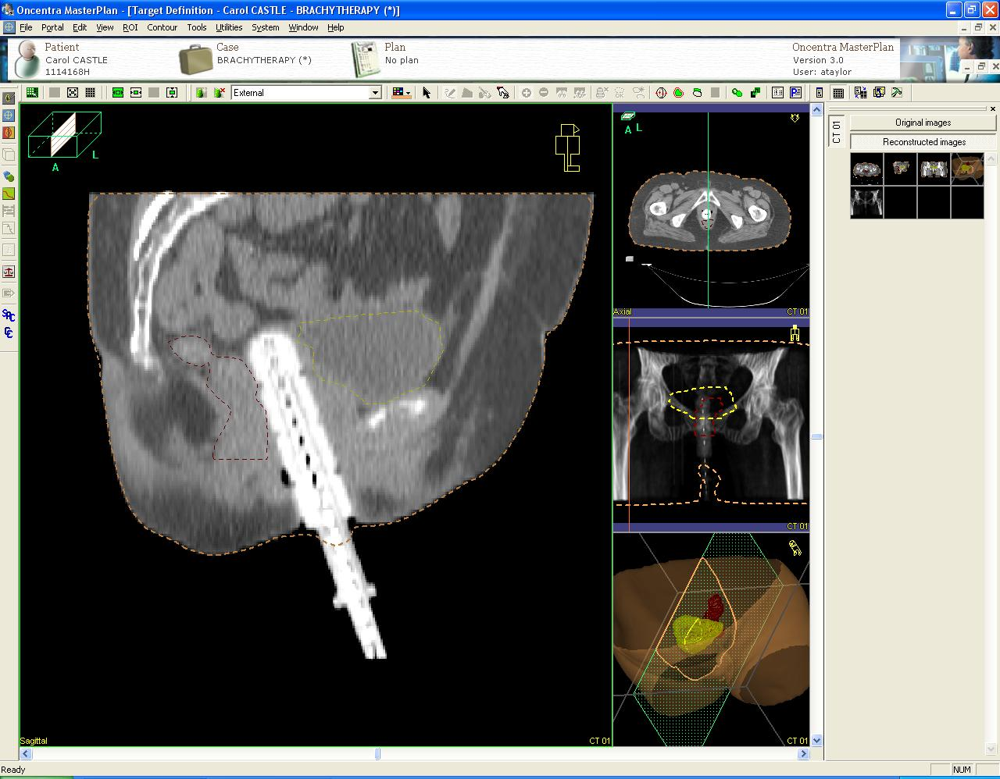 Oncentra MasterPlan - [Target Definition - Carol CASTLE - BRACHYTHERAPY (*)]
File Portal Edit View ROI Contour Tools Utilities System Window Help
Patient
Carol CASTLE
1114168H
Case
BRACHYTHERAPY (*)
Plan
No plan
Oncentra MasterPlan
Version 3.0
User: ataylor
External
A
L
Sagittal
CT 01
A L
Axial
CT 01
CT 01
CT 01
CT 01
Original images
Reconstructed images
Ready
NUM